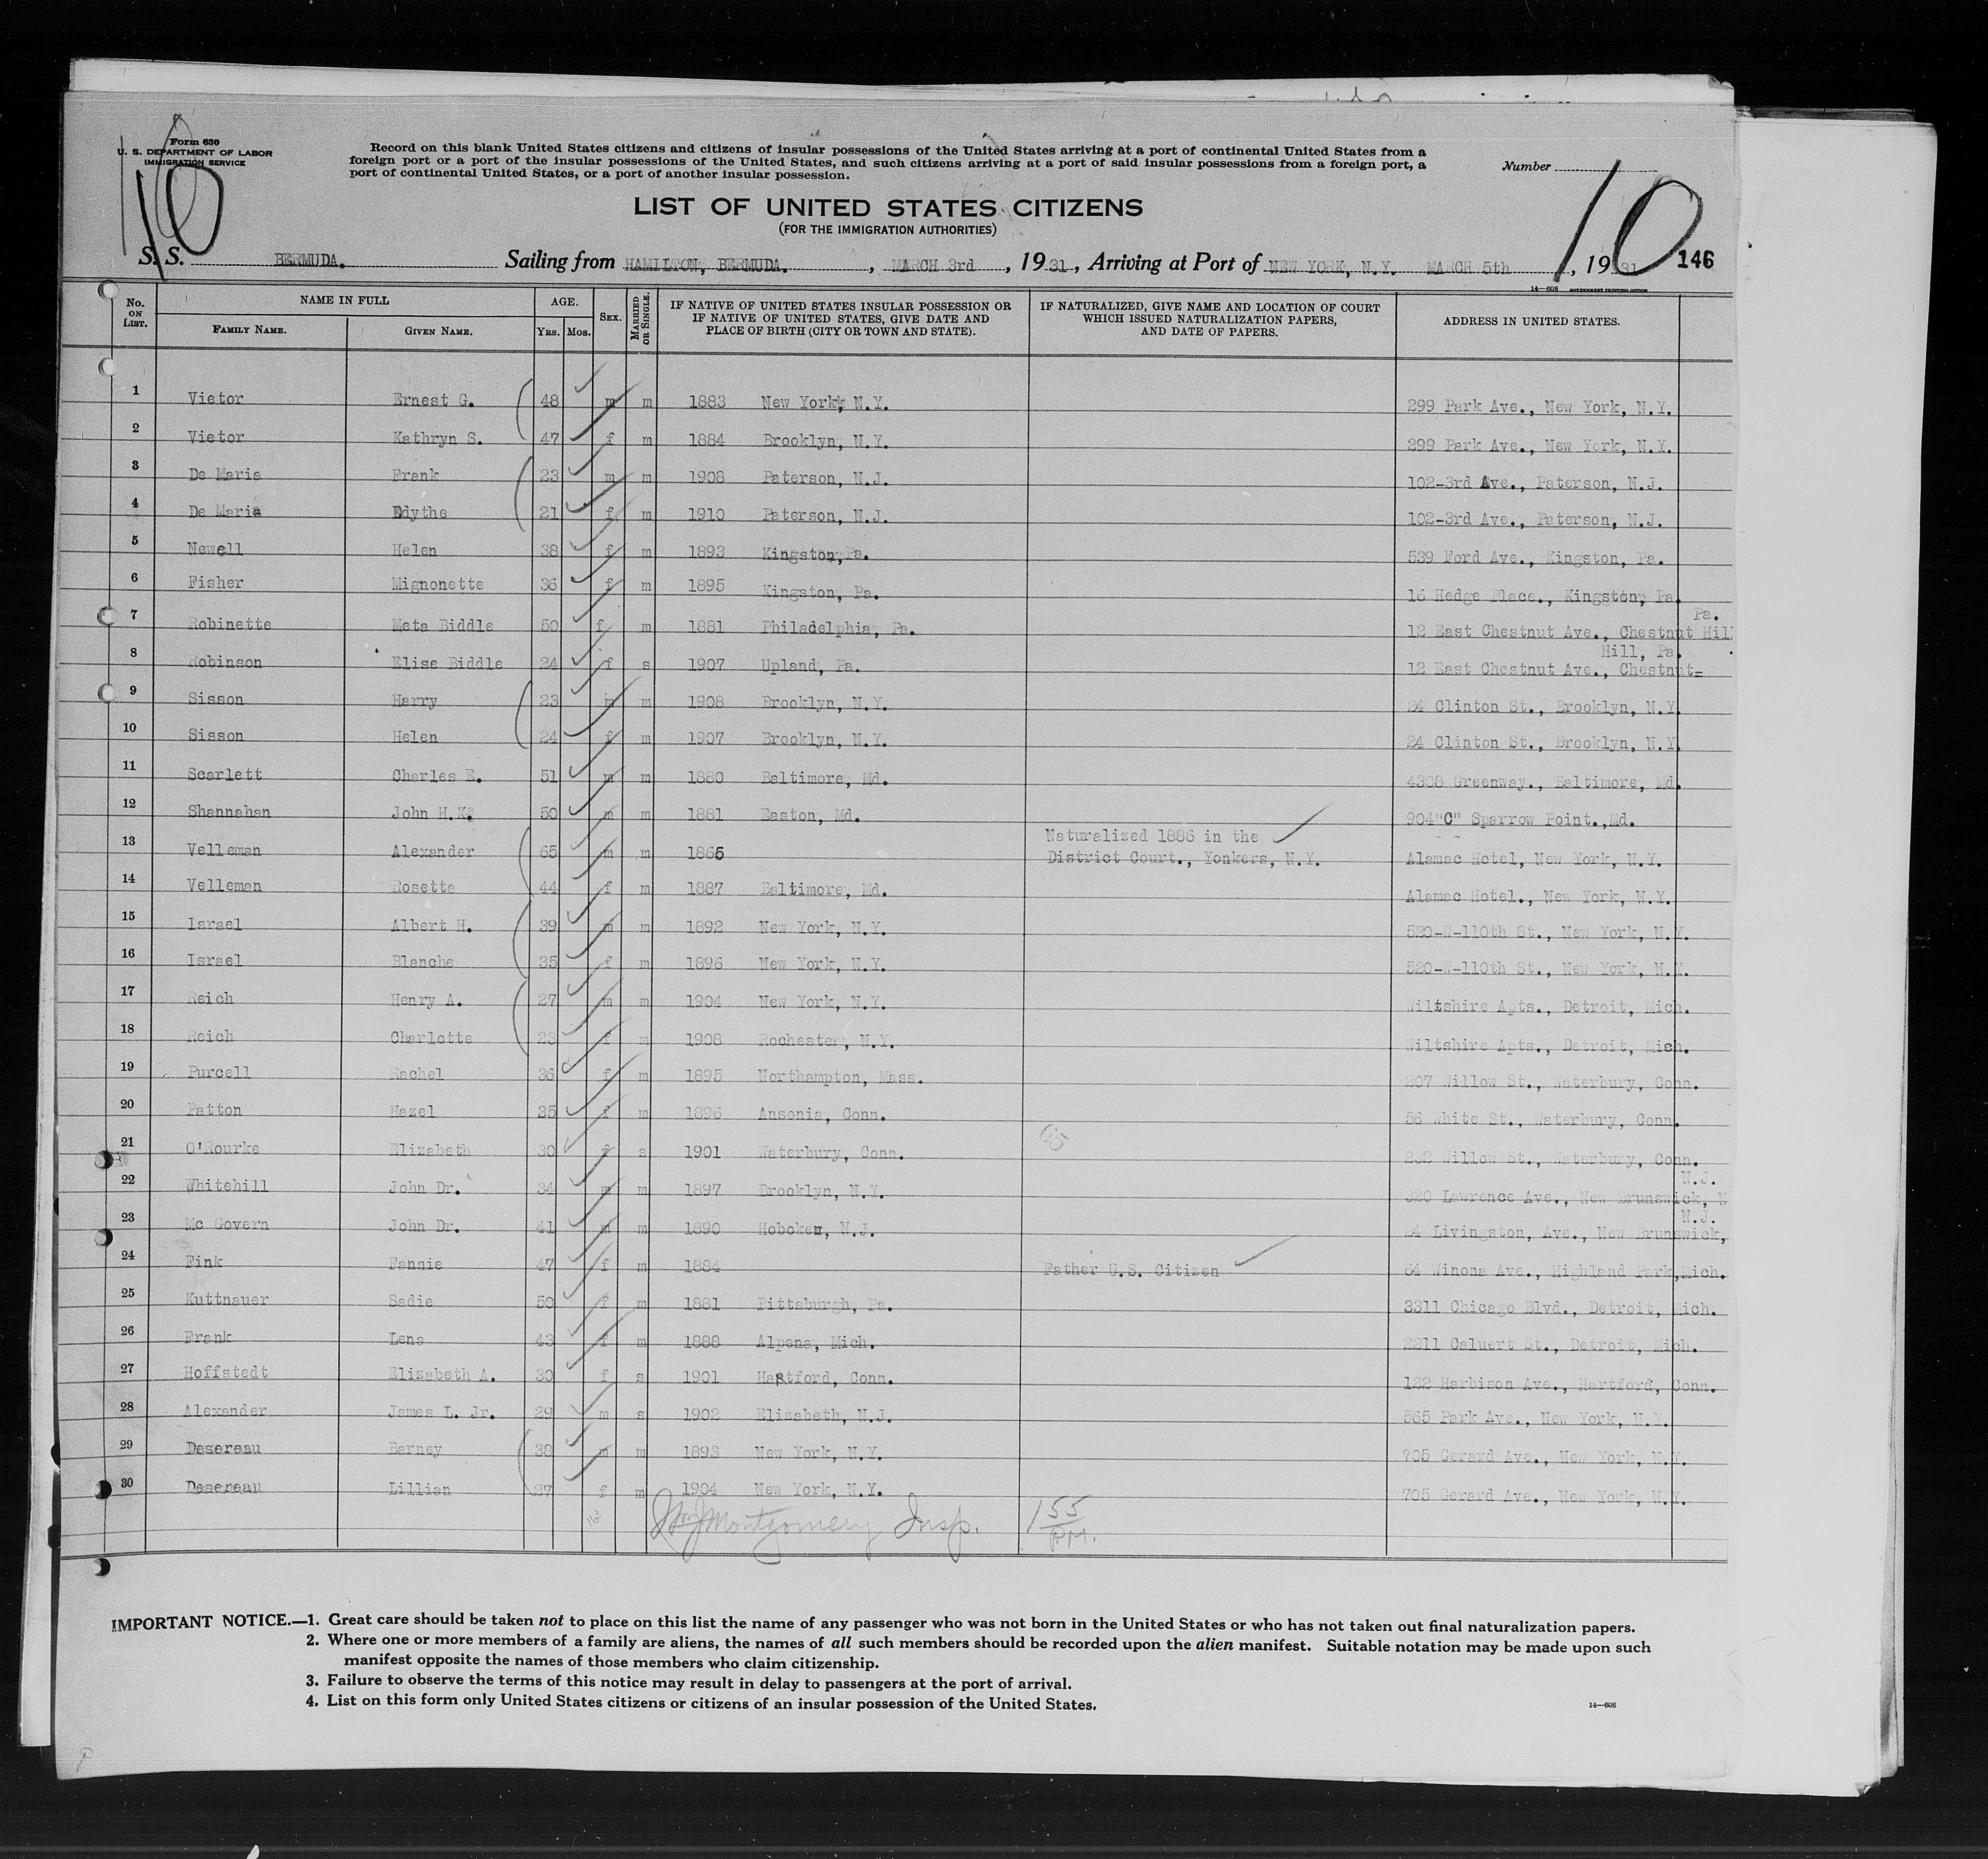 Form 630
U. S. DEPARTMENT OF LABOR
IMMIGRATION SERVICE
Record on this blank United States citizens and citizens of insular possessions of the United States arriving at a port of continental United States from a
foreign port or a port of the insular possessions of the United States, and such citizens arriving at a port of said insular possessions from a foreign port, a
port of continental United States, or a port of another insular possession.
Number
10
10
LIST OF UNITED STATES CITIZENS
(FOR THE IMMIGRATION AUTHORITIES)
S. S. BERMUDA. Sailing from HAMILTON, BERMUDA. , MARCH 3rd , 1931, Arriving at Port of NEW YORK, N.Y. MARCH 5th , 1931 146
14—608 GOVERNMENT PRINTING OFFICE
No. ON LIST. NAME IN FULL FAMILY NAME. GIVEN NAME. AGE. YRS. MOS. SEX. MARRIED OR SINGLE. IF NATIVE OF UNITED STATES INSULAR POSSESSION OR IF NATIVE OF UNITED STATES, GIVE DATE AND PLACE OF BIRTH (CITY OR TOWN AND STATE). IF NATURALIZED, GIVE NAME AND LOCATION OF COURT WHICH ISSUED NATURALIZATION PAPERS, AND DATE OF PAPERS. ADDRESS IN UNITED STATES.
1 Vietor Ernest G. 48 m m 1883 New York, N.Y. 299 Park Ave., New York, N.Y.
2 Vietor Kathryn S. 47 f m 1884 Brooklyn, N.Y. 299 Park Ave., New York, N.Y.
3 De Maria Frank 23 m m 1908 Paterson, N.J. 102-3rd Ave., Paterson, N.J.
4 De Maria Edythe 21 f m 1910 Paterson, N.J. 102-3rd Ave., Paterson, N.J.
5 Newell Helen 38 f m 1893 Kingston, Pa. 539 Ford Ave., Kingston, Pa.
6 Fisher Mignonette 36 f m 1895 Kingston, Pa. 16 Hedge Place., Kingston, Pa.
7 Robinette Meta Biddle 50 f m 1881 Philadelphia, Pa. 12 East Chestnut Ave., Chestnut Hil Pa.
8 Robinson Elise Biddle 24 f s 1907 Upland, Pa. 12 East Chestnut Ave., Chestnut= Hill, Pa.
9 Sisson Harry 23 m m 1908 Brooklyn, N.Y. 24 Clinton St., Brooklyn, N.Y.
10 Sisson Helen 24 f m 1907 Brooklyn, N.Y. 24 Clinton St., Brooklyn, N.Y.
11 Scarlett Charles E. 51 m m 1880 Baltimore, Md. 4308 Greenway., Baltimore, Md.
12 Shannahan John H.K. 50 m m 1881 Easton, Md. 904"C" Sparrow Point.,Md.
13 Velleman Alexander 65 m m 1866 Naturalized 1886 in the District Court., Yonkers, N.Y. Alamac Hotel, New York, N.Y.
14 Velleman Rosetta 44 f m 1887 Baltimore, Md. Alamac Hotel., New York, N.Y.
15 Israel Albert H. 39 m m 1892 New York, N.Y. 520-W-110th St., New York, N.Y.
16 Israel Blanche 35 f m 1896 New York, N.Y. 520-W-110th St., New York, N.Y.
17 Reich Henry A. 27 m m 1904 New York, N.Y. Wiltshire Apts., Detroit, Mich.
18 Reich Charlotte 23 f m 1908 Rochester, N.Y. Wiltshire Apts., Detroit, Mich.
19 Purcell Rachel 36 f m 1895 Northampton, Mass. 207 Willow St., Waterbury, Conn.
20 Patton Hazel 35 f m 1896 Ansonia, Conn. 56 White St., Waterbury, Conn.
21 O'Rourke Elizabeth 30 f s 1901 Waterbury, Conn. 232 Willow St., Waterbury, Conn.
22 Whitehill John Dr. 34 m m 1897 Brooklyn, N.Y. 320 Lawrence Ave., New Brunswick, N N.J.
23 Mc Govern John Dr. 41 m m 1890 Hoboken, N.J. 24 Livingston, Ave., New Brunswick, N.J.
24 Fink Fannie 47 f m 1884 Father U.S. Citizen 64 Winona Ave., Highland Park,Mich.
25 Kuttnauer Sadie 50 f m 1881 Pittsburgh, Pa. 3311 Chicago Blvd., Detroit, Mich.
26 Frank Lena 43 f m 1888 Alpena, Mich. 2211 Caluert St., Detroit, Mich.
27 Hoffstedt Elizabeth A. 30 f s 1901 Hartford, Conn. 122 Harbison Ave., Hartford, Conn.
28 Alexander James L. Jr. 29 m s 1902 Elizabeth, N.J. 565 Park Ave., New York, N.Y.
29 Desereau Barney 38 m m 1893 New York, N.Y. 705 Gerard Ave., New York, N.Y.
30 Desereau Lillian 27 f m 1904 New York, N.Y. 705 Gerard Ave., New York, N.Y.
Montgomery Insp. 155 P.M.
IMPORTANT NOTICE.—1. Great care should be taken not to place on this list the name of any passenger who was not born in the United States or who has not taken out final naturalization papers.
2. Where one or more members of a family are aliens, the names of all such members should be recorded upon the alien manifest. Suitable notation may be made upon such
manifest opposite the names of those members who claim citizenship.
3. Failure to observe the terms of this notice may result in delay to passengers at the port of arrival.
4. List on this form only United States citizens or citizens of an insular possession of the United States.
14—608